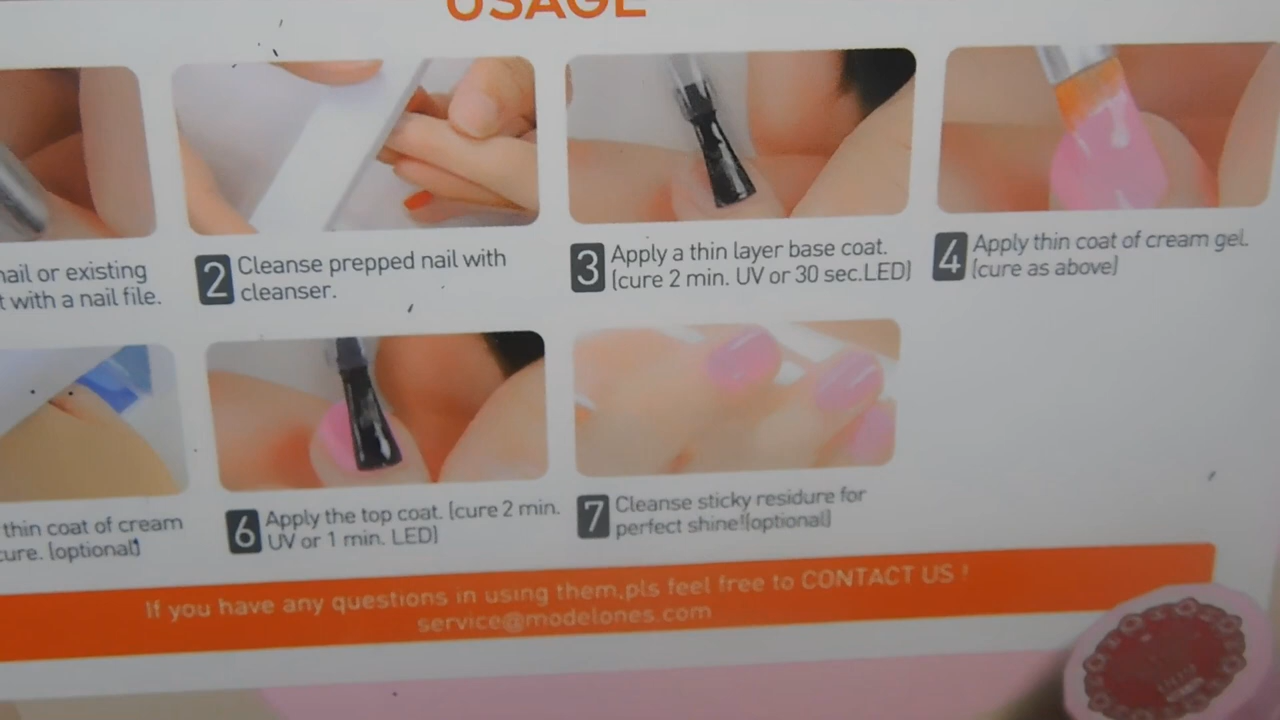 USAGE
nail or existing
t with a nail file.
2 Cleanse prepped nail with
cleanser.
3 Apply a thin layer base coat.
(cure 2 min. UV or 30 sec.LED)
4 Apply thin coat of cream gel.
(cure as above)
thin coat of cream
cure. (optional)
6 Apply the top coat. (cure 2 min.
UV or 1 min. LED)
7 Cleanse sticky residure for
perfect shine!(optional)
If you have any questions in using them,pls feel free to CONTACT US !
service@modelones.com